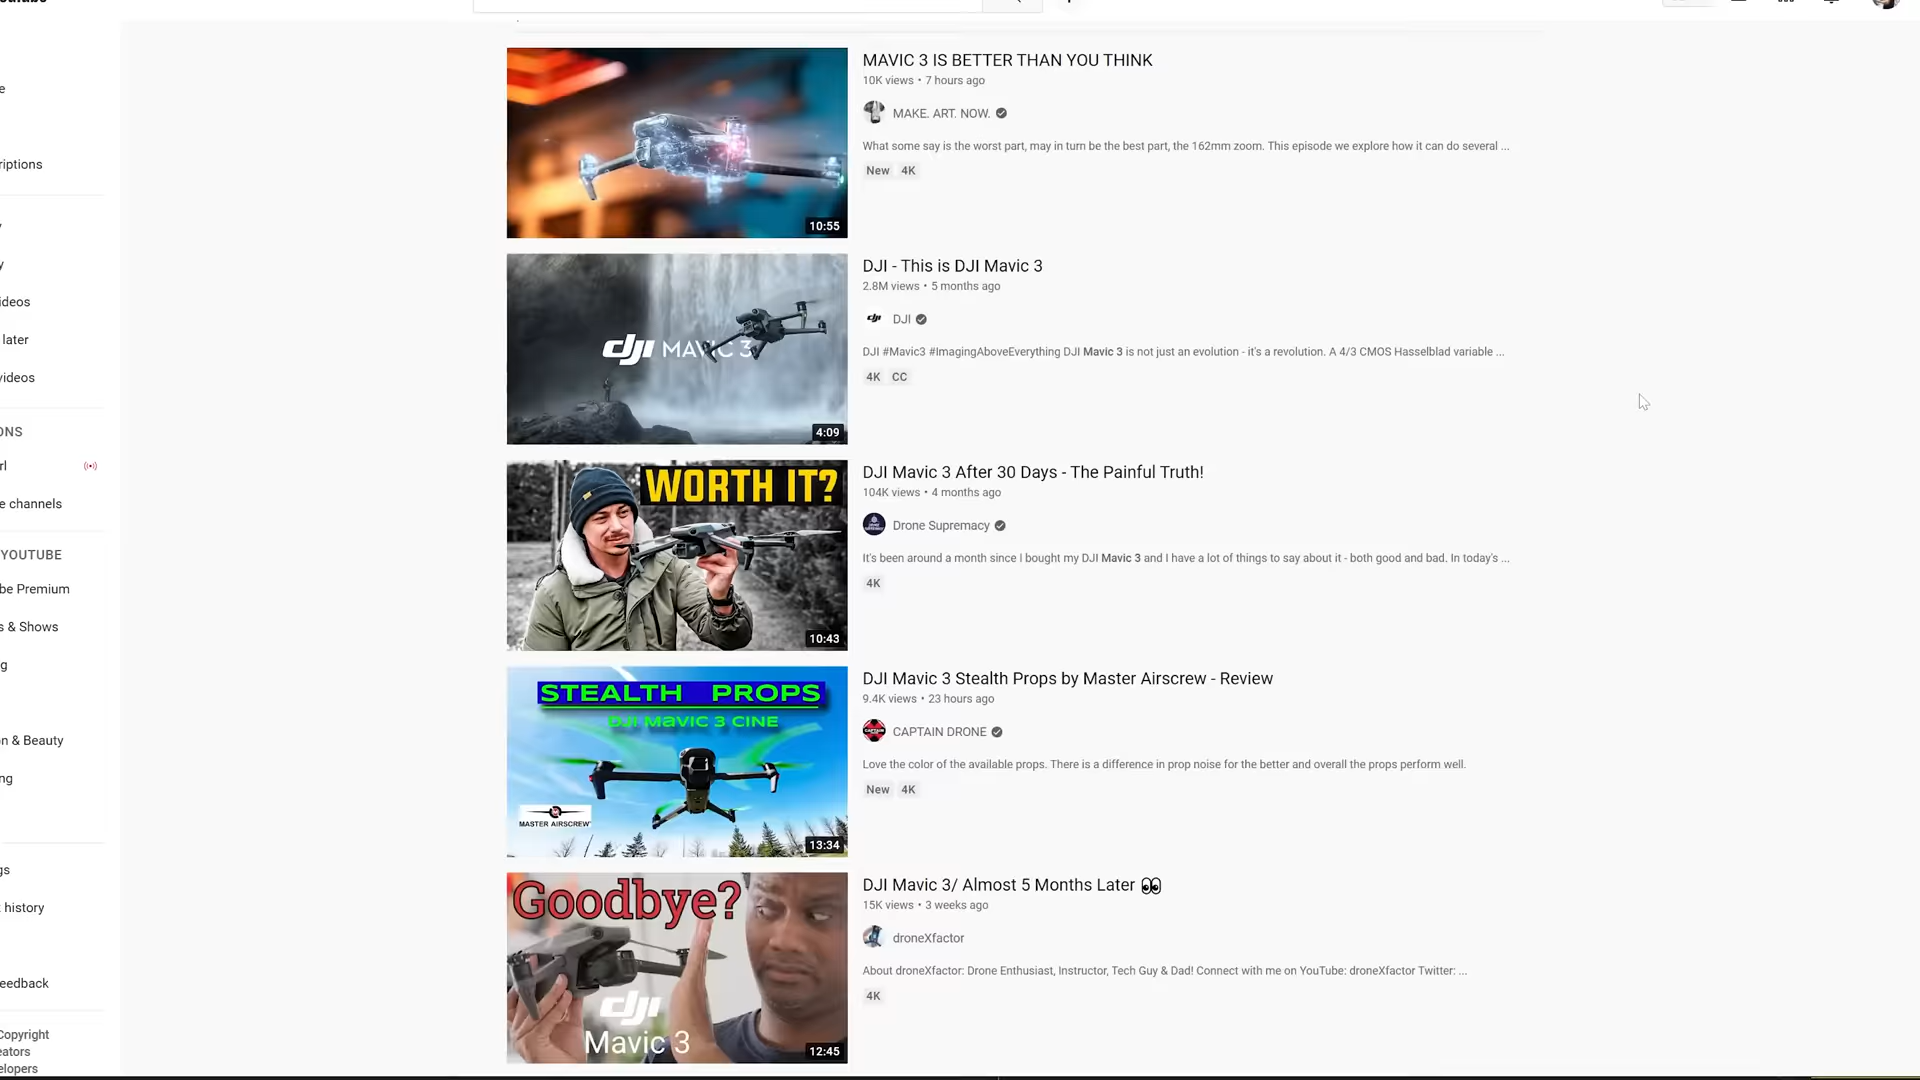 MAVIC 3 IS BETTER THAN YOU THINK
10K views • 7 hours ago
MAKE. ART. NOW.
What some say is the worst part, may in turn be the best part, the 162mm zoom. This episode we explore how it can do several ...
New 4K
10:55
riptions
DJI - This is DJI Mavic 3
2.8M views • 5 months ago
DJI
DJI #Mavic3 #ImagingAboveEverything DJI Mavic 3 is not just an evolution - it's a revolution. A 4/3 CMOS Hasselblad variable ...
4K CC
dji MAVIC 3
4:09
ideos
later
videos
ONS
rl
e channels
YOUTUBE
be Premium
s & Shows
g
WORTH IT?
10:43
DJI Mavic 3 After 30 Days - The Painful Truth!
104K views • 4 months ago
Drone Supremacy
It's been around a month since I bought my DJI Mavic 3 and I have a lot of things to say about it - both good and bad. In today's ...
4K
STEALTH PROPS
DJI MAVIC 3 CINE
MASTER AIRSCREW
13:34
DJI Mavic 3 Stealth Props by Master Airscrew - Review
9.4K views • 23 hours ago
CAPTAIN DRONE
Love the color of the available props. There is a difference in prop noise for the better and overall the props perform well.
New 4K
n & Beauty
ng
gs
history
eedback
Copyright
eators
elopers
Goodbye?
dji
Mavic 3
12:45
DJI Mavic 3/ Almost 5 Months Later 👀
15K views • 3 weeks ago
droneXfactor
About droneXfactor: Drone Enthusiast, Instructor, Tech Guy & Dad! Connect with me on YouTube: droneXfactor Twitter: ...
4K